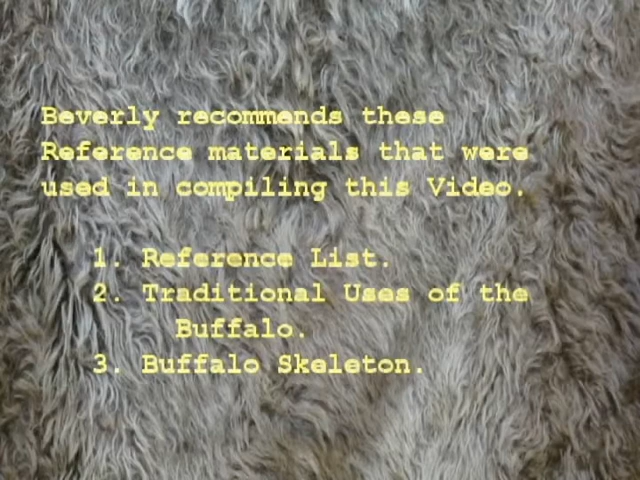 Beverly recommends these
Reference materials that were
used in compiling this Video.
1. Reference List.
2. Traditional Uses of the
Buffalo.
3. Buffalo Skeleton.